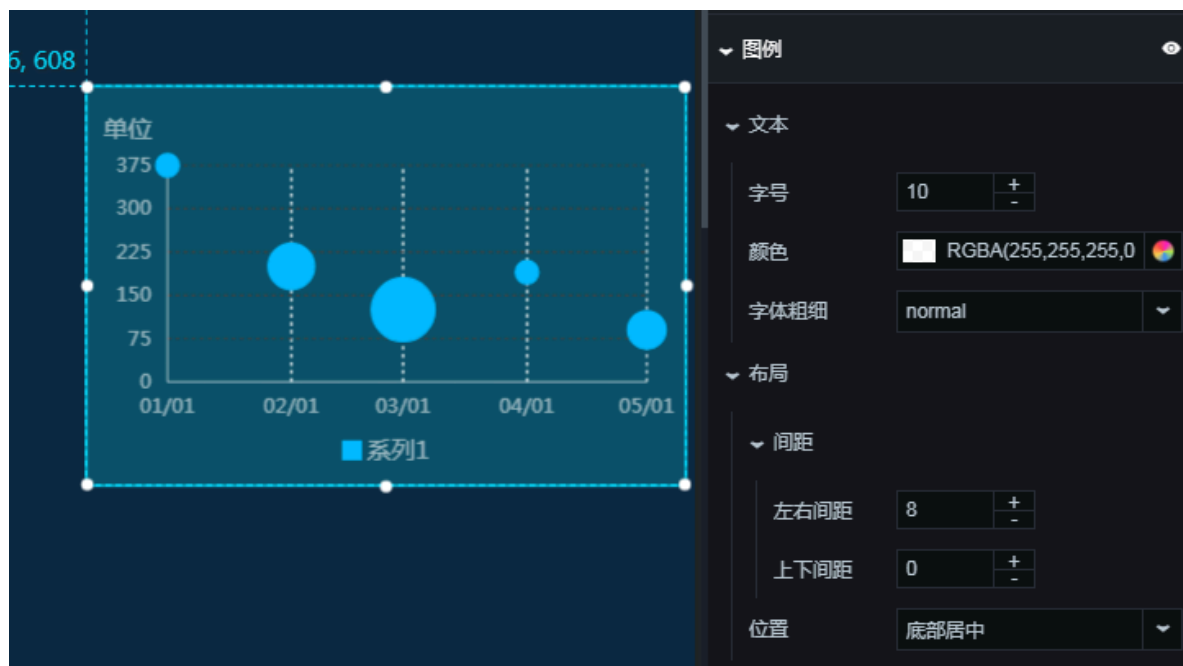 6, 608
单位
375
300
225
150
75
0
01/01 02/01 03/01 04/01 05/01
系列1
图例
文本
字号 10 + -
颜色 RGBA(255,255,255,0
字体粗细 normal
布局
间距
左右间距 8 + -
上下间距 0 + -
位置 底部居中